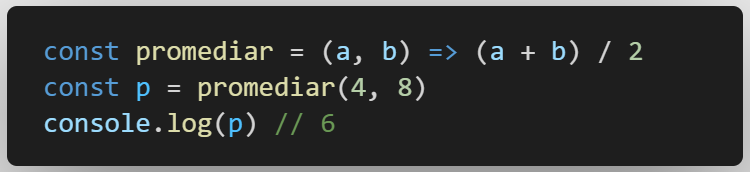 const promediar = (a, b) => (a + b) / 2
const p = promediar(4, 8)
console.log(p) // 6